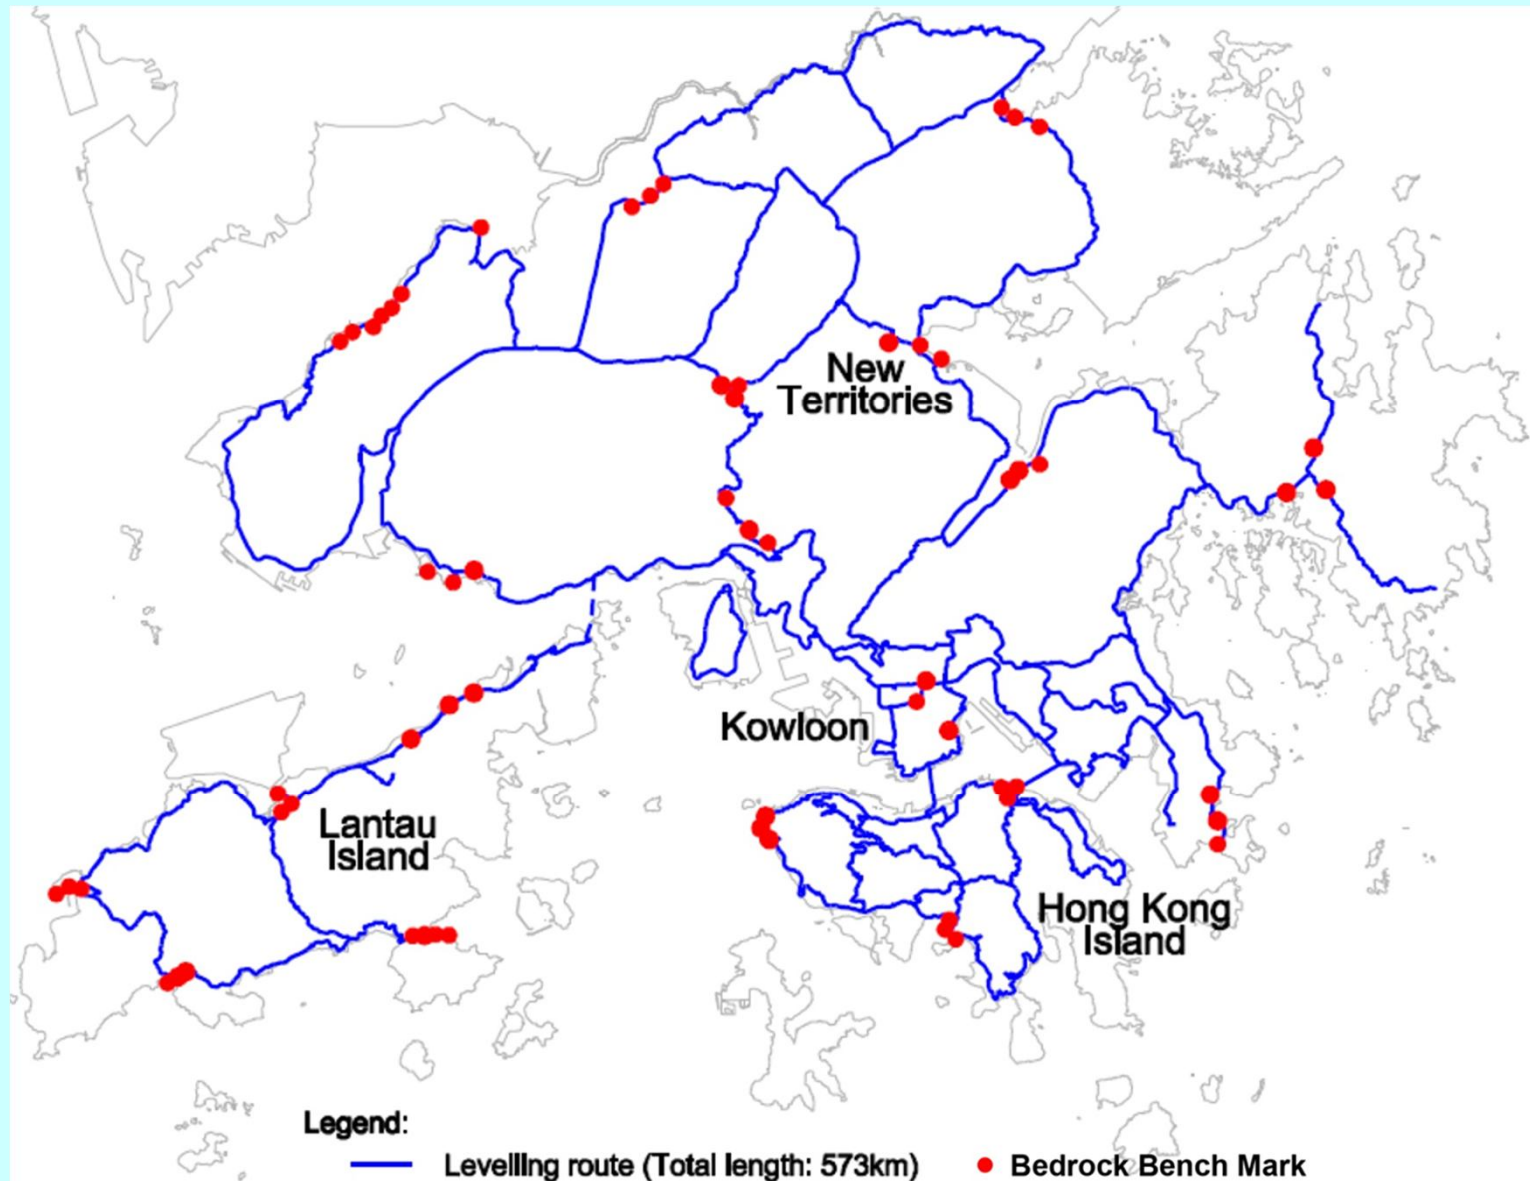 New
Territories
Kowloon
Lantau
Island
Hong Kong
Island
Legend:
Levelling route (Total length: 573km)
Bedrock Bench Mark